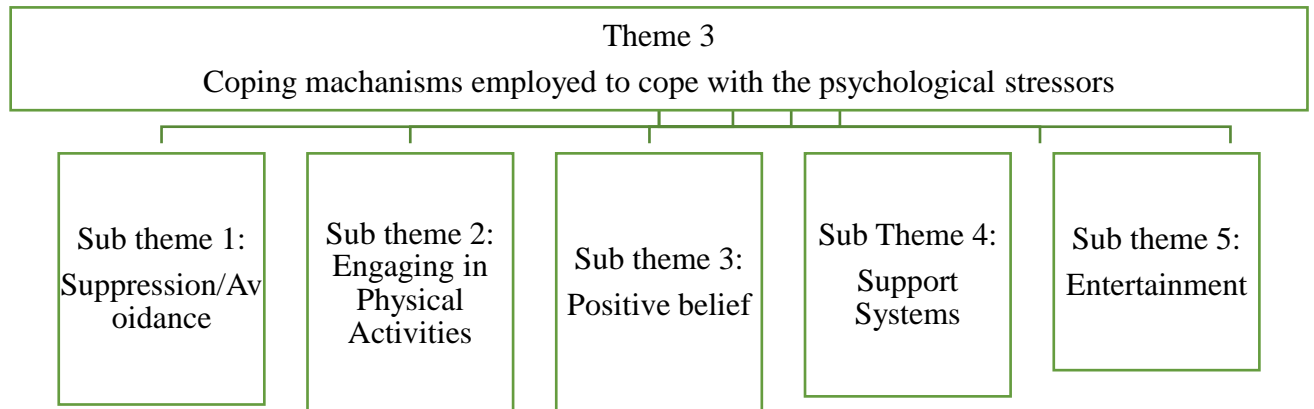 Theme 3
Coping machanisms employed to cope with the psychological stressors
Sub theme 1:
Suppression/Av
oidance
Sub theme 2:
Engaging in
Physical
Activities
Sub theme 3:
Positive belief
Sub Theme 4:
Support
Systems
Sub theme 5:
Entertainment